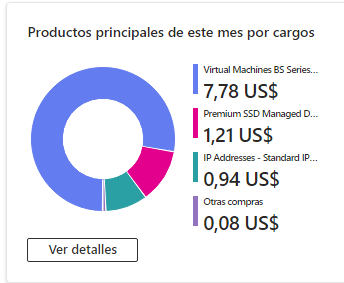 Productos principales de este mes por cargos
Virtual Machines BS Series...
7,78 US$
Premium SSD Managed D...
1,21 US$
IP Addresses - Standard IP...
0,94 US$
Otras compras
0,08 US$
Ver detalles